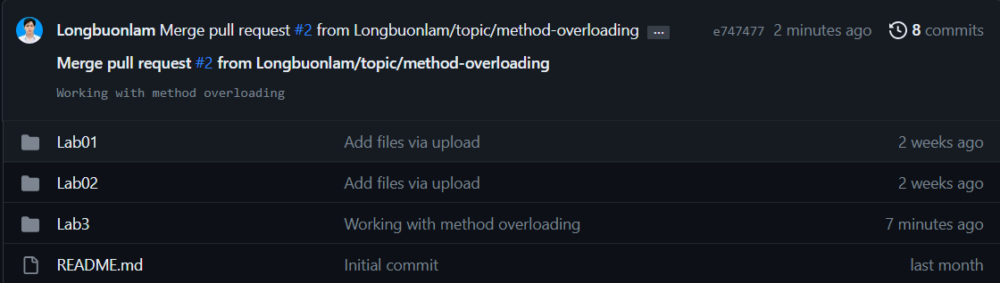 Longbuonlam Merge pull request #2 from Longbuonlam/topic/method-overloading ... e747477 2 minutes ago 8 commits
Merge pull request #2 from Longbuonlam/topic/method-overloading
Working with method overloading
Lab01 Add files via upload 2 weeks ago
Lab02 Add files via upload 2 weeks ago
Lab3 Working with method overloading 7 minutes ago
README.md Initial commit last month